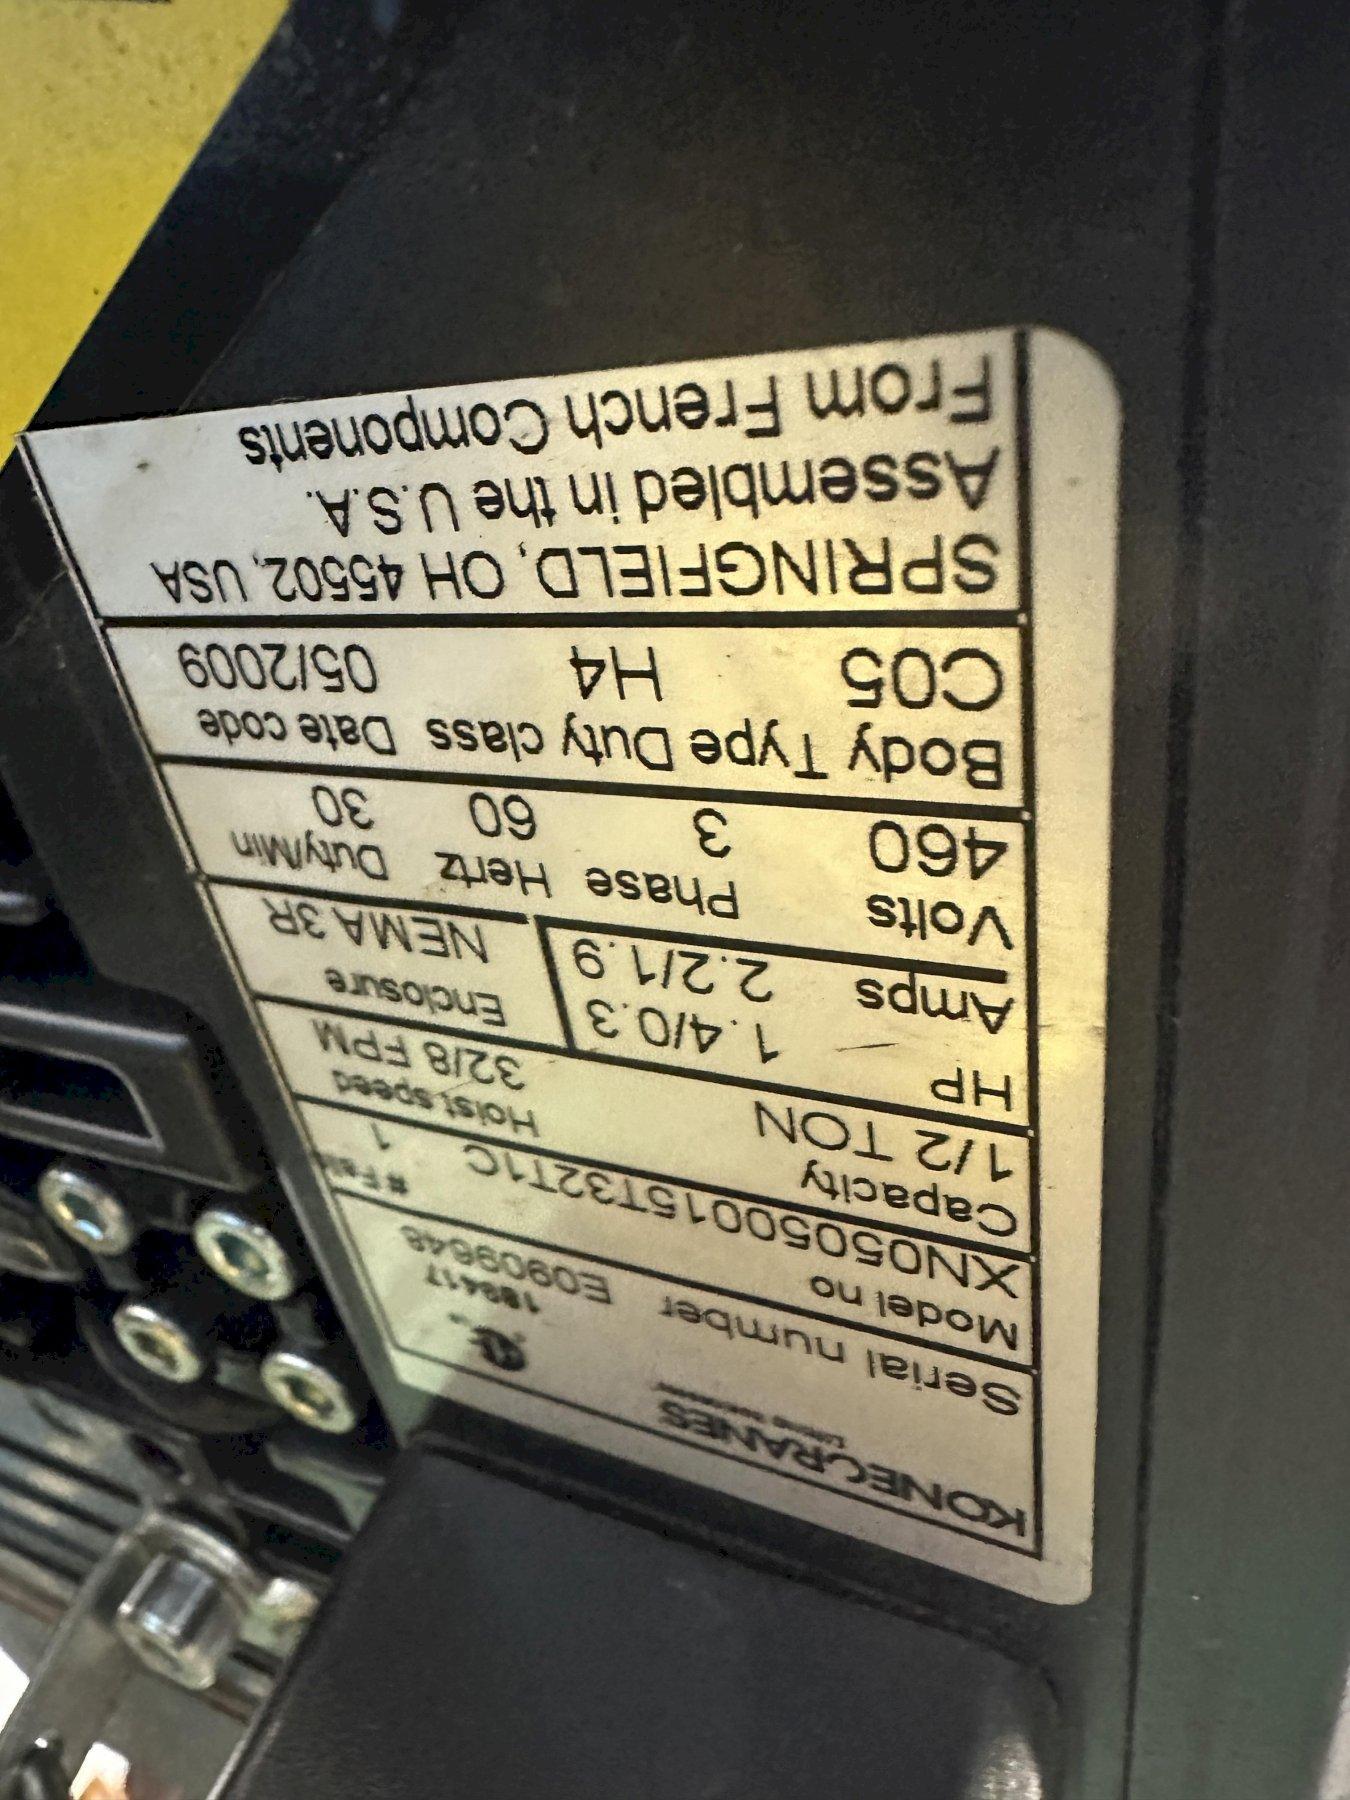 KONECRANES
Lifting Businesses
Serial number E0909648
Model no
XN05050015T32T1C 1
Capacity Hoist speed
1/2 TON 32/8 FPM
HP 1.4/0.3 Enclosure
Amps 2.2/1.9 NEMA 3R
Volts Phase Hertz Duty/Min
460 3 60 30
Body Type Duty class Date code
C05 H4 05/2009
SPRINGFIELD, OH 45502, USA
Assembled in the U.S.A.
From French Components